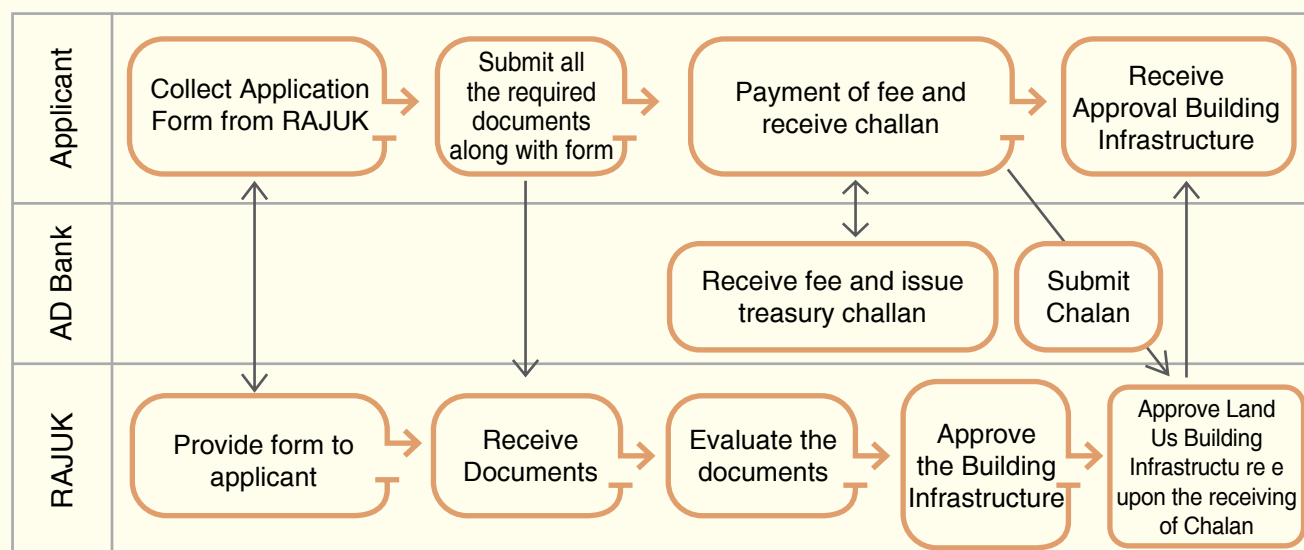 Applicant
Collect Application
Form from RAJUK
Submit all
the required
documents
along with form
Payment of fee and
receive challan
Receive
Approval Building
Infrastructure
AD Bank
Receive fee and issue
treasury challan
Submit
Chalan
RAJUK
Provide form to
applicant
Receive
Documents
Evaluate the
documents
Approve
the Building
Infrastructure
Approve Land
Us Building
Infrastructu re e
upon the receiving
of Chalan